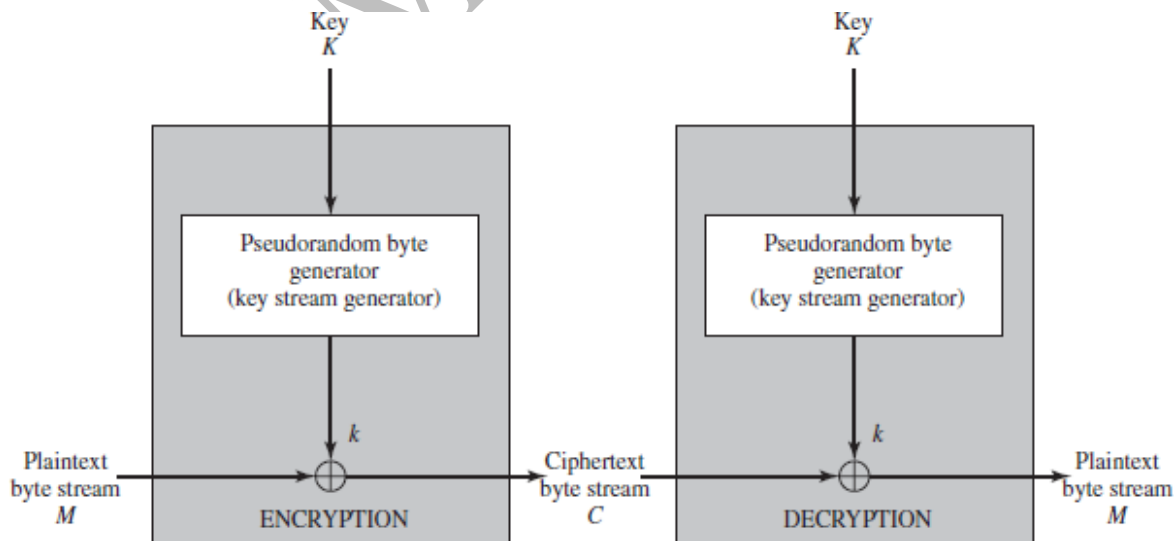 Key
K
Key
K
Pseudorandom byte
generator
(key stream generator)
Pseudorandom byte
generator
(key stream generator)
k
k
Plaintext
byte stream
M
Ciphertext
byte stream
C
Plaintext
byte stream
M
ENCRYPTION
DECRYPTION